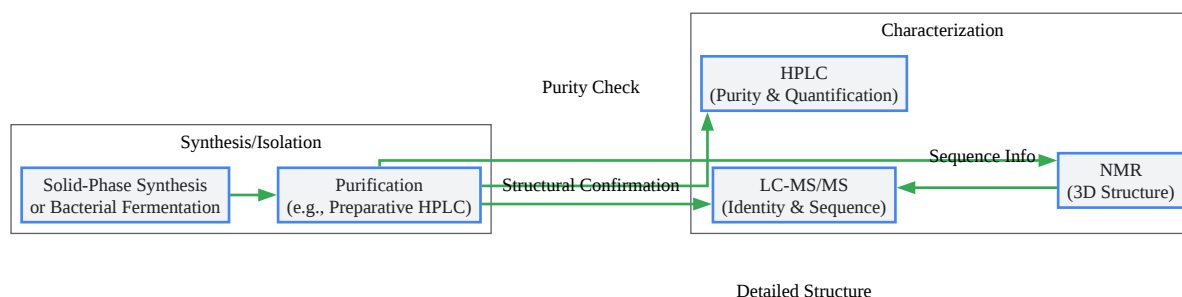 Characterization
HPLC
(Purity & Quantification)
Purity Check
Synthesis/Isolation
Sequence Info
Solid-Phase Synthesis
or Bacterial Fermentation
Purification
(e.g., Preparative HPLC)
Structural Confirmation
LC-MS/MS
(Identity & Sequence)
NMR
(3D Structure)
Detailed Structure